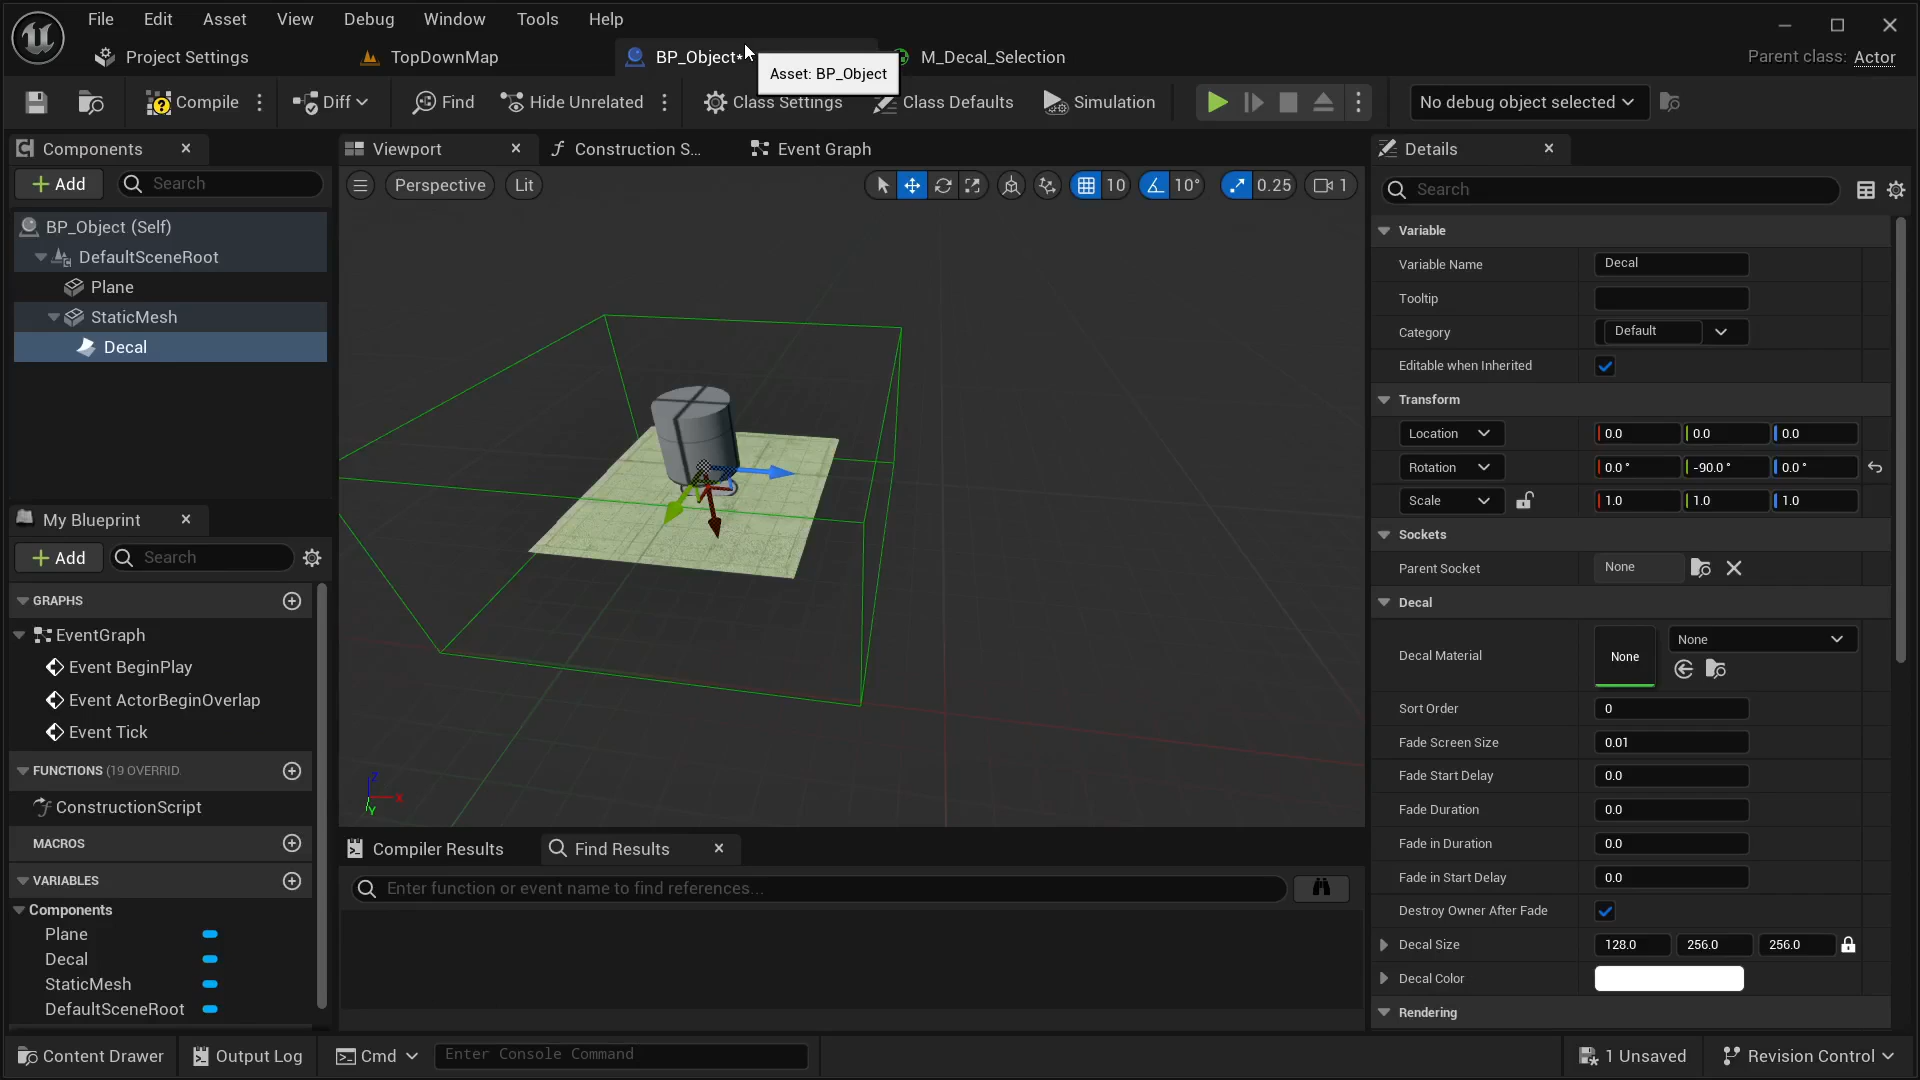 File Edit Asset View Debug Window Tools Help
Project Settings TopDownMap BP_Object* M_Decal_Selection Parent class: Actor
Asset: BP_Object
Compile Diff Find Hide Unrelated Class Settings Class Defaults Simulation No debug object selected
Components Viewport Construction S... Event Graph Details
Add Search Perspective Lit 10 10° 0.25 1 Search
BP_Object (Self)
DefaultSceneRoot
Plane
StaticMesh
Decal
Variable
Variable Name Decal
Tooltip
Category Default
Editable when Inherited
Transform
Location 0.0 0.0 0.0
Rotation 0.0 ° -90.0 ° 0.0 °
Scale 1.0 1.0 1.0
Sockets
Parent Socket None
Decal
Decal Material None None
Sort Order 0
Fade Screen Size 0.01
Fade Start Delay 0.0
Fade Duration 0.0
Fade in Duration 0.0
Fade in Start Delay 0.0
Destroy Owner After Fade
Decal Size 128.0 256.0 256.0
Decal Color
Rendering
My Blueprint
Add Search
GRAPHS
EventGraph
Event BeginPlay
Event ActorBeginOverlap
Event Tick
FUNCTIONS (19 OVERRID
ConstructionScript
MACROS
VARIABLES
Components
Plane
Decal
StaticMesh
DefaultSceneRoot
Z
X
Y
Compiler Results Find Results
Enter function or event name to find references...
Content Drawer Output Log Cmd Enter Console Command 1 Unsaved Revision Control